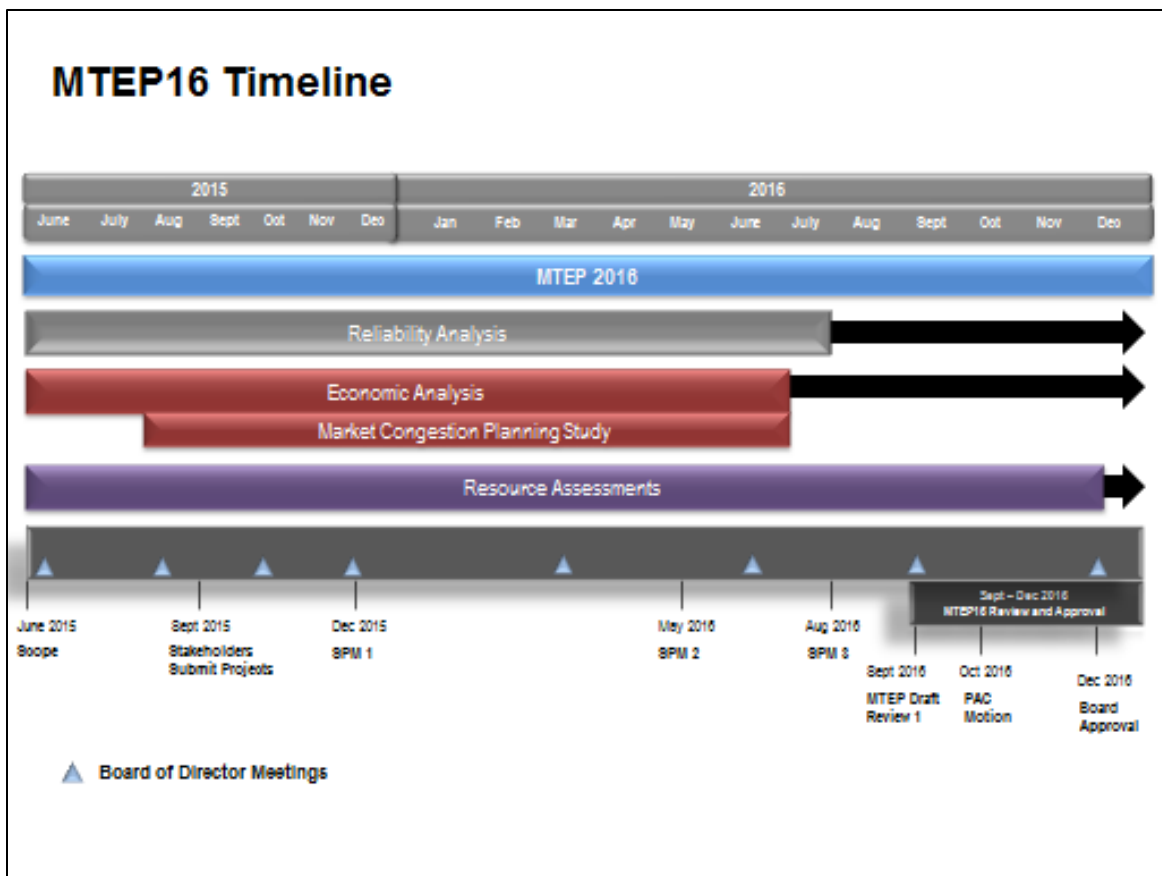 MTEP16 Timeline
2015 2016
June July Aug Sept Oct Nov Dec Jan Feb Mar Apr May June July Aug Sept Oct Nov Dec
MTEP 2016
Reliability Analysis
Economic Analysis
Market Congestion Planning Study
Resource Assessments
Sept – Dec 2016
MTEP16 Review and Approval
June 2015
Scope
Sept 2015
Stakeholders
Submit Projects
Dec 2015
SPM 1
May 2016
SPM 2
Aug 2016
SPM 3
Sept 2016
MTEP Draft
Review 1
Oct 2016
PAC
Motion
Dec 2016
Board
Approval
Board of Director Meetings